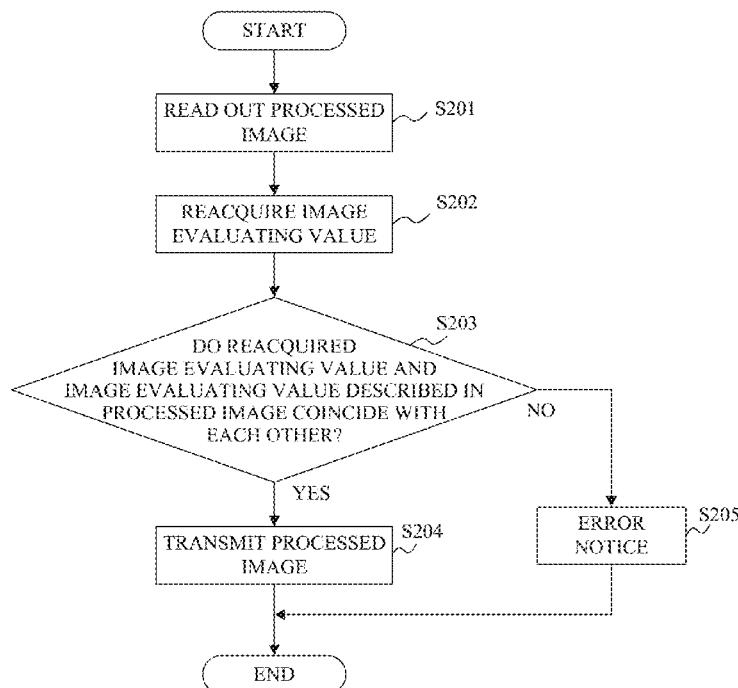 START
READ OUT PROCESSED
IMAGE
S201
REACQUIRE IMAGE
EVALUATING VALUE
S202
S203
DO REACQUIRED
IMAGE EVALUATING VALUE AND
IMAGE EVALUATING VALUE DESCRIBED IN
PROCESSED IMAGE COINCIDE WITH
EACH OTHER?
NO
YES
TRANSMIT PROCESSED
IMAGE
S204
ERROR
NOTICE
S205
END